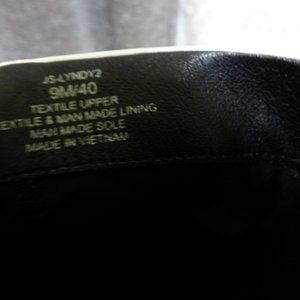 JS-LYNDY2
9M/40
TEXTILE UPPER
TEXTILE & MAN MADE LINING
MAN MADE SOLE
MADE IN VIETNAM